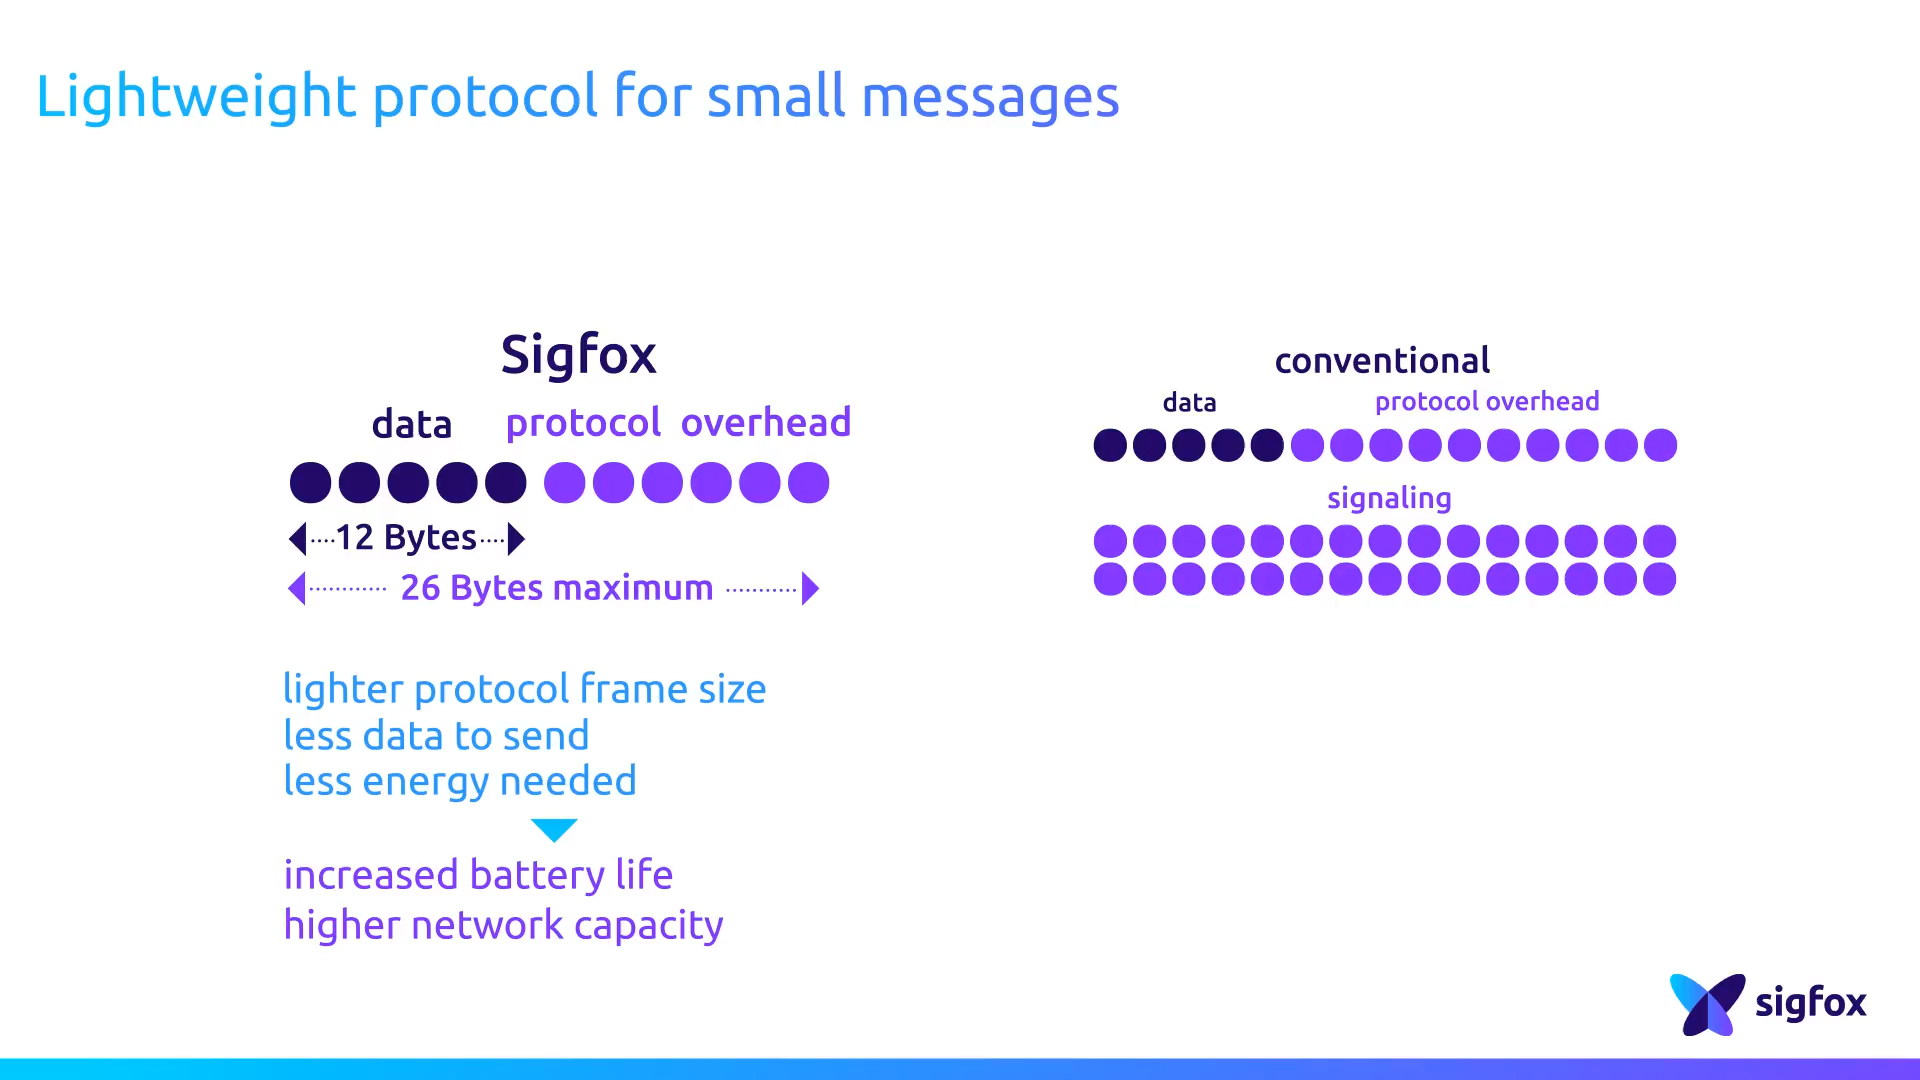 Lightweight protocol for small messages
Sigfox
data protocol overhead
12 Bytes
26 Bytes maximum
lighter protocol frame size
less data to send
less energy needed
increased battery life
higher network capacity
conventional
data protocol overhead
signaling
sigfox